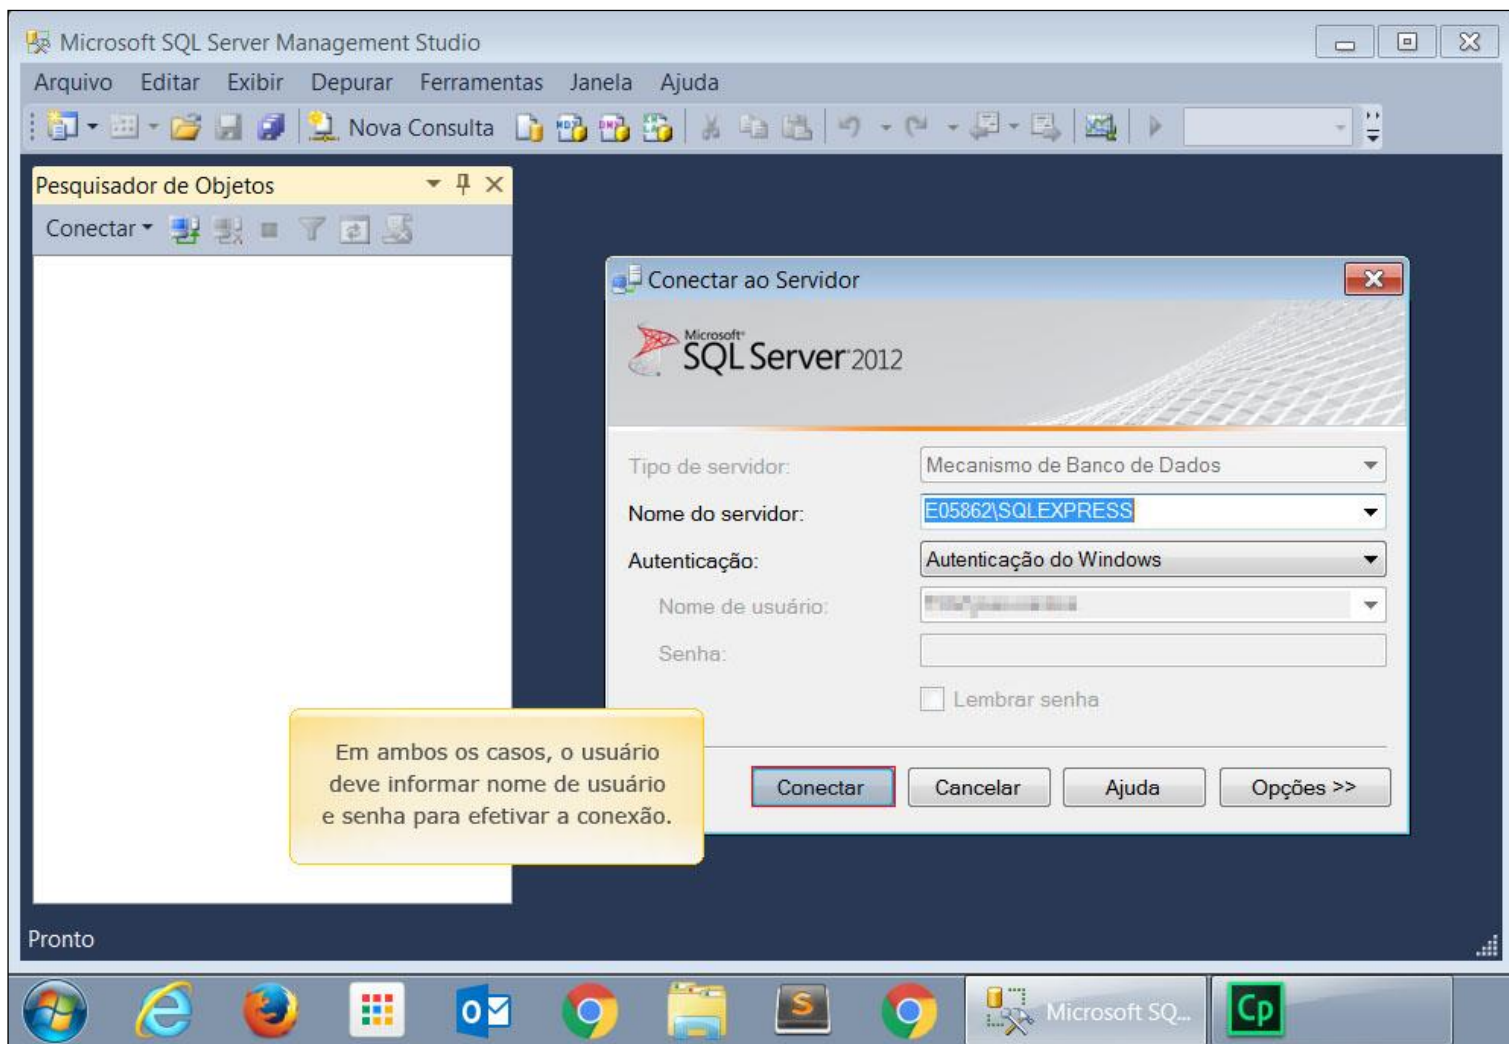 Microsoft SQL Server Management Studio
Arquivo Editar Exibir Depurar Ferramentas Janela Ajuda
Nova Consulta
Pesquisador de Objetos
Conectar
Conectar ao Servidor
Microsoft
SQL Server 2012
Tipo de servidor: Mecanismo de Banco de Dados
Nome do servidor: E05862\SQLEXPRESS
Autenticação: Autenticação do Windows
Nome de usuário:
Senha:
Lembrar senha
Em ambos os casos, o usuário
deve informar nome de usuário
e senha para efetivar a conexão.
Conectar Cancelar Ajuda Opções >>
Pronto
Microsoft SQ...
Cp